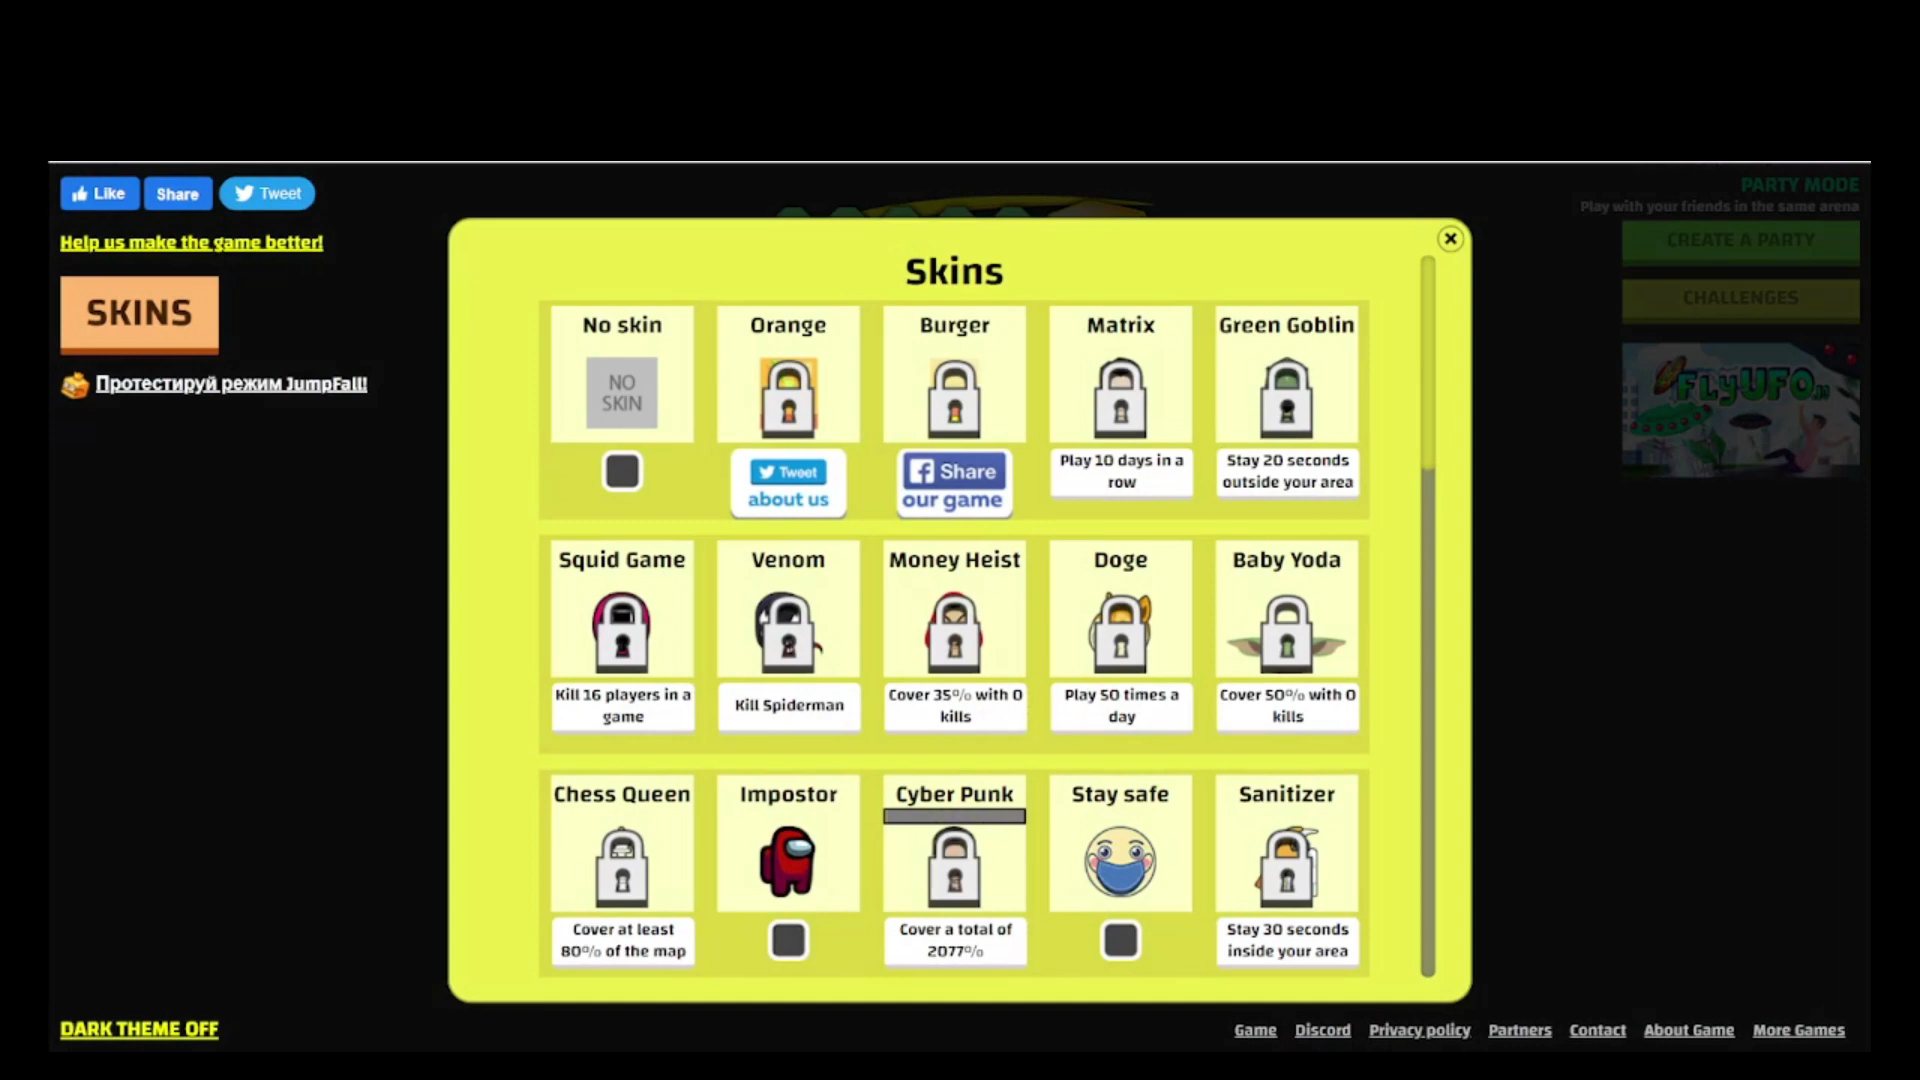 Like Share Tweet
Help us make the game better!
SKINS
Протестируй режим JumpFall!
PARTY MODE
Play with your friends in the same arena
CREATE A PARTY
CHALLENGES
FLYUFO.io
Skins
No skin Orange Burger Matrix Green Goblin
NO
SKIN
Tweet
about us
Share
our game
Play 10 days in a
row
Stay 20 seconds
outside your area
Squid Game Venom Money Heist Doge Baby Yoda
Kill 16 players in a
game
Kill Spiderman
Cover 35% with 0
kills
Play 50 times a
day
Cover 50% with 0
kills
Chess Queen Impostor Cyber Punk Stay safe Sanitizer
Cover at least
80% of the map
Cover a total of
2077%
Stay 30 seconds
inside your area
DARK THEME OFF
Game Discord Privacy policy Partners Contact About Game More Games